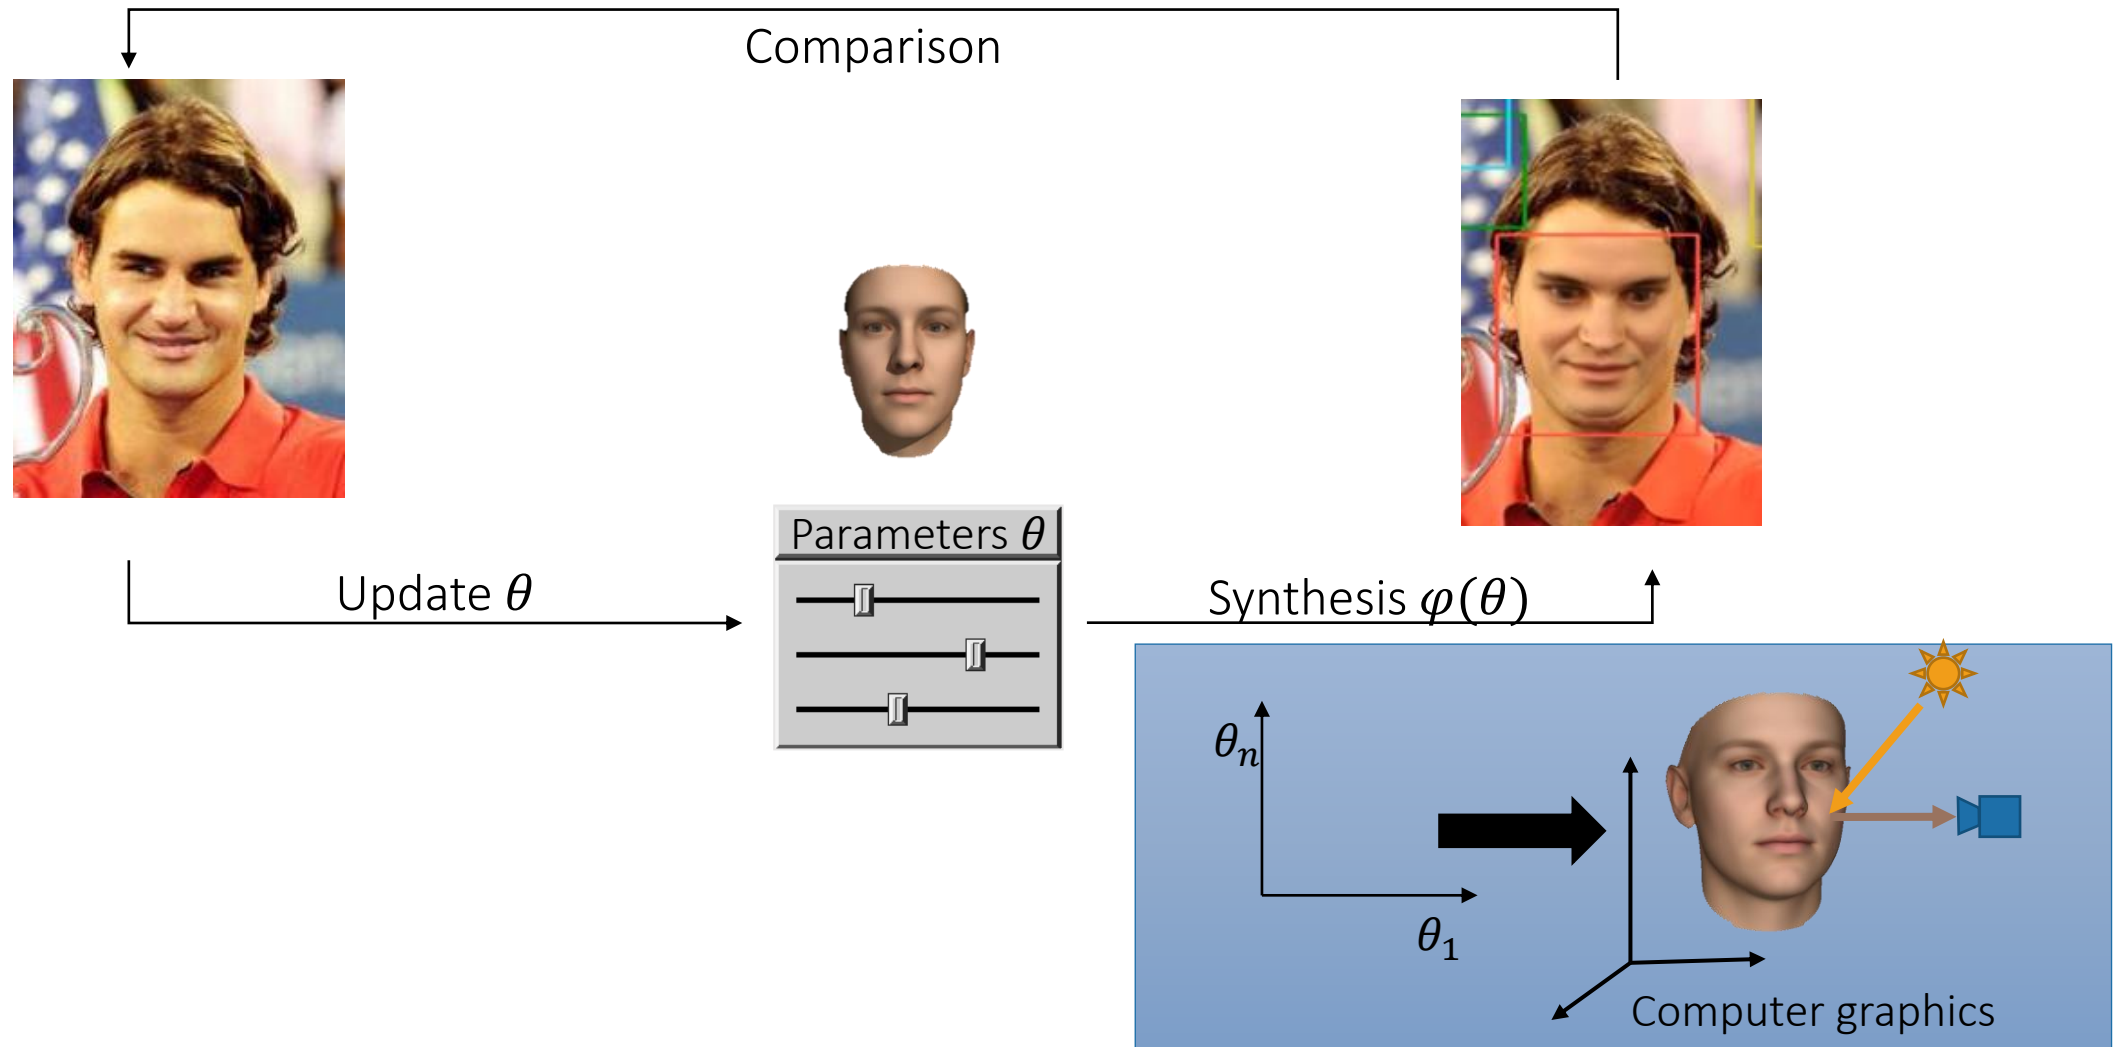 Comparison
Parameters θ
Update θ
Synthesis φ(θ)
θₙ
θ₁
Computer graphics